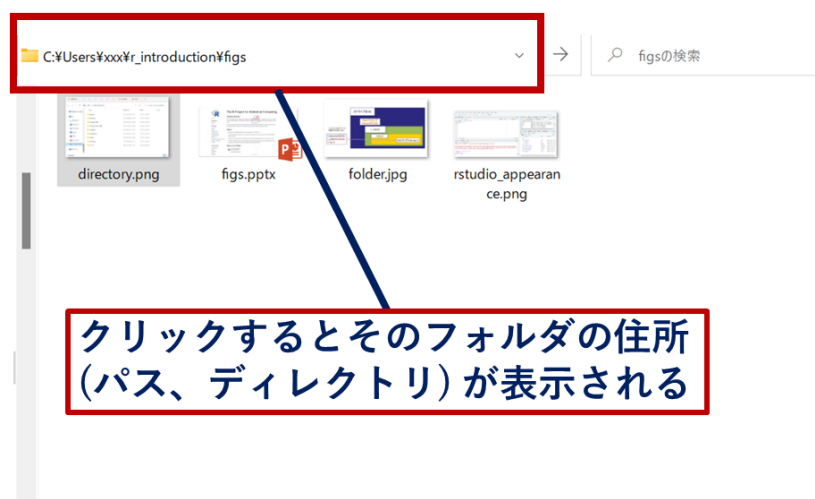 C:¥Users¥xxx¥r_introduction¥figs
figsの検索
directory.png
figs.pptx
folder.jpg
rstudio_appearan
ce.png
クリックするとそのフォルダの住所
(パス、ディレクトリ) が表示される